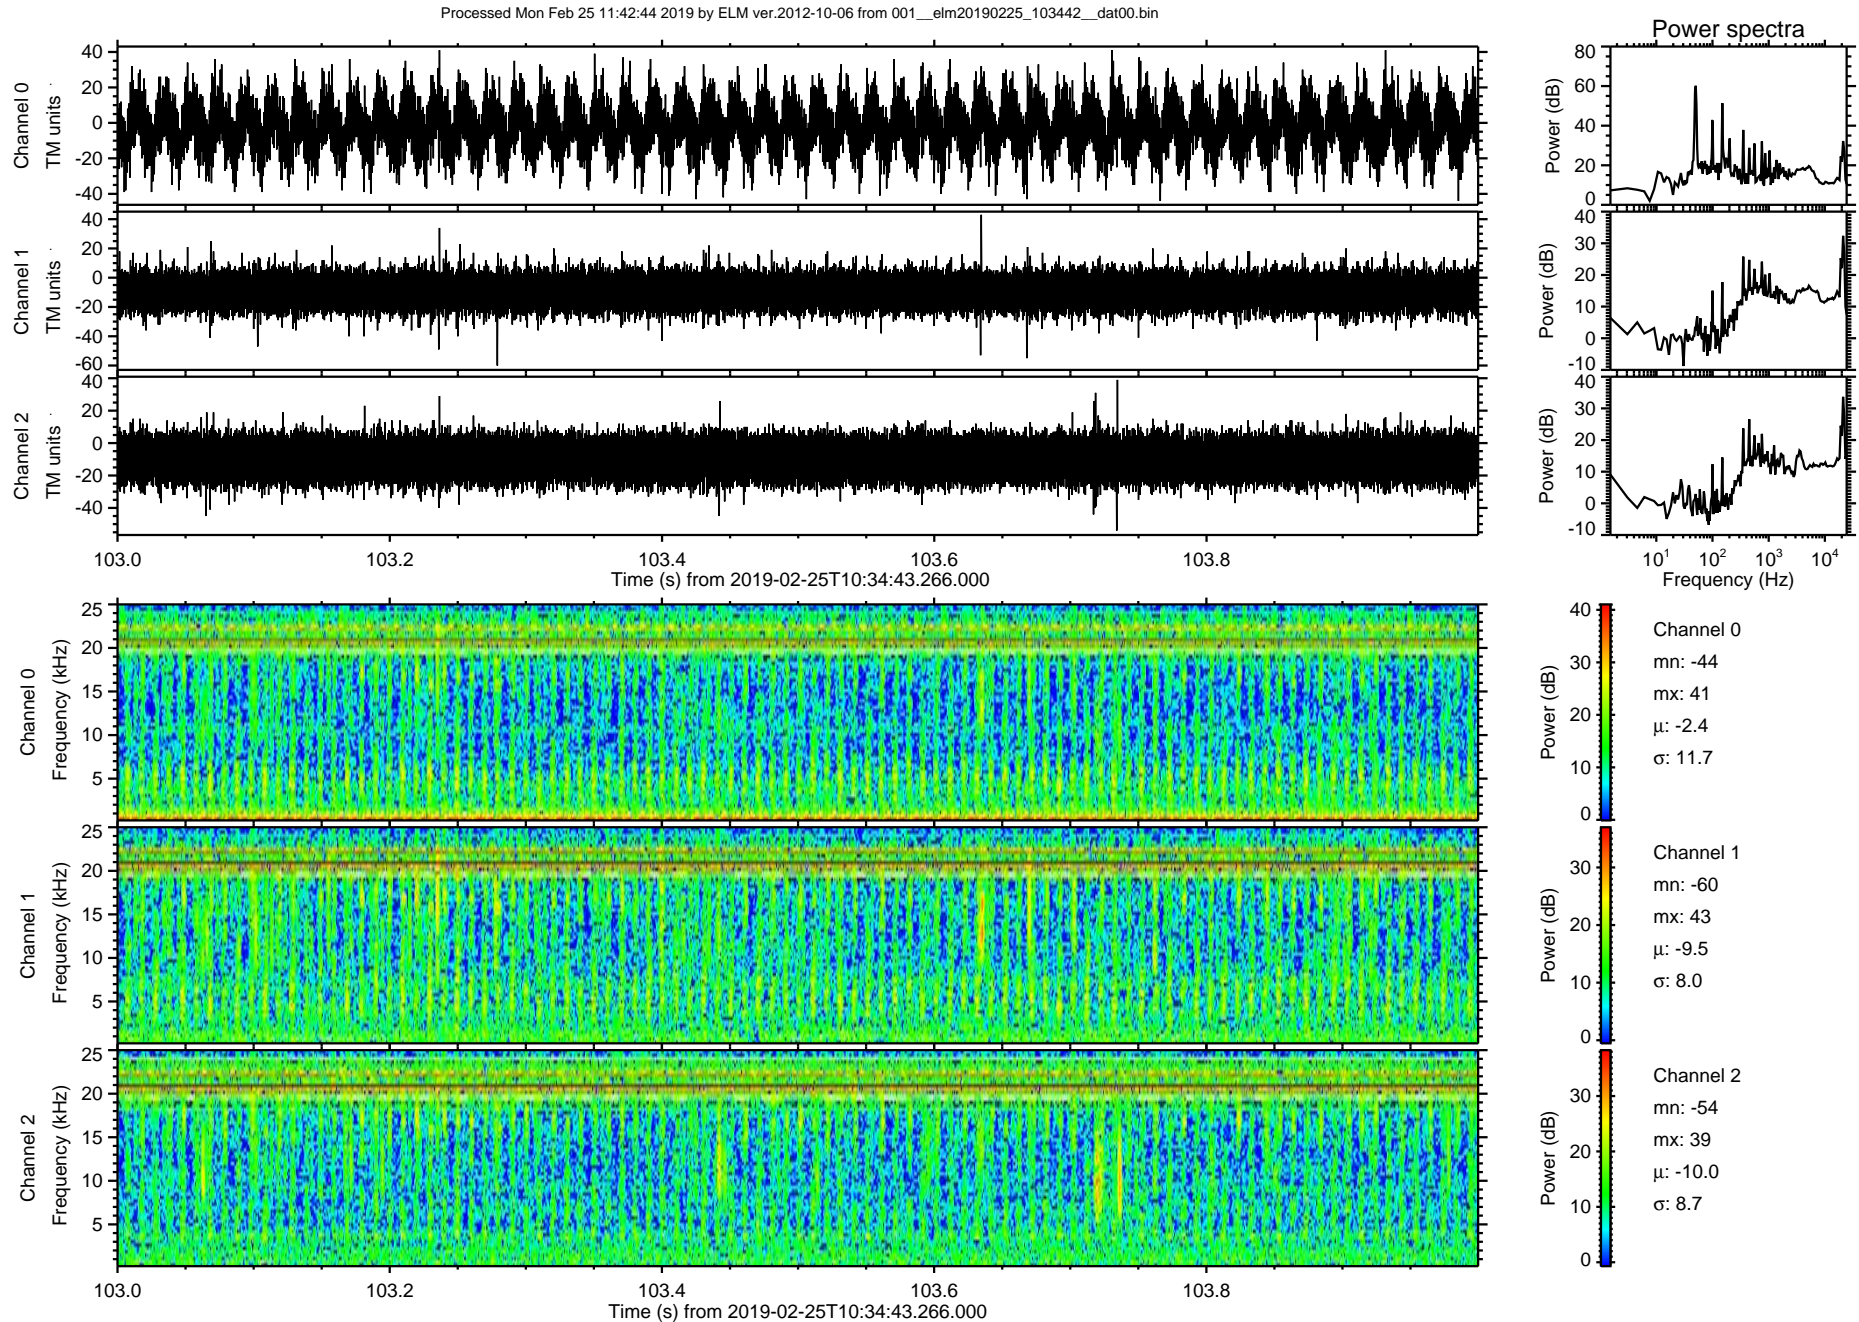 Processed Mon Feb 25 11:42:44 2019 by ELM ver.2012-10-06 from 001__elm20190225_103442__dat00.bin
Power spectra
Channel 0
TM units
40
20
0
-20
-40
Power (dB)
80
60
40
20
0
Channel 1
TM units
40
20
0
-20
-40
-60
Power (dB)
40
30
20
10
0
-10
Channel 2
TM units
40
20
0
-20
-40
Power (dB)
40
30
20
10
0
-10
103.0 103.2 103.4 103.6 103.8
Time (s) from 2019-02-25T10:34:43.266.000
10^1 10^2 10^3 10^4
Frequency (Hz)
Channel 0
Frequency (kHz)
25
20
15
10
5
Power (dB)
40
30
20
10
0
Channel 0
mn: -44
mx: 41
μ: -2.4
σ: 11.7
Channel 1
Frequency (kHz)
25
20
15
10
5
Power (dB)
30
20
10
0
Channel 1
mn: -60
mx: 43
μ: -9.5
σ: 8.0
Channel 2
Frequency (kHz)
25
20
15
10
5
Power (dB)
30
20
10
0
Channel 2
mn: -54
mx: 39
μ: -10.0
σ: 8.7
103.0 103.2 103.4 103.6 103.8
Time (s) from 2019-02-25T10:34:43.266.000